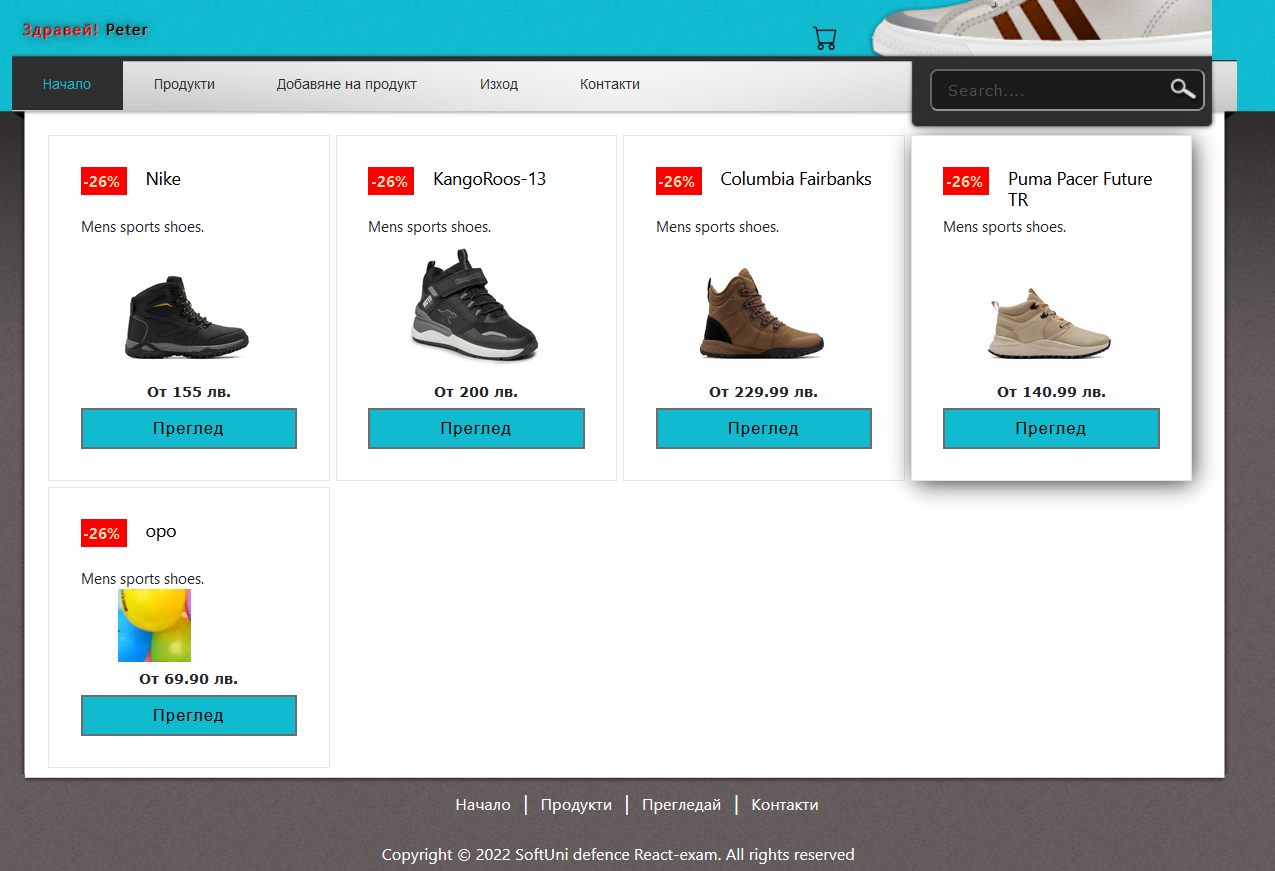 Здравей! Peter
Начало Продукти Добавяне на продукт Изход Контакти Search....
-26% Nike
Mens sports shoes.
От 155 лв.
Преглед
-26% KangoRoos-13
Mens sports shoes.
От 200 лв.
Преглед
-26% Columbia Fairbanks
Mens sports shoes.
От 229.99 лв.
Преглед
-26% Puma Pacer Future
TR
Mens sports shoes.
От 140.99 лв.
Преглед
-26% opo
Mens sports shoes.
От 69.90 лв.
Преглед
Начало | Продукти | Прегледай | Контакти
Copyright © 2022 SoftUni defence React-exam. All rights reserved